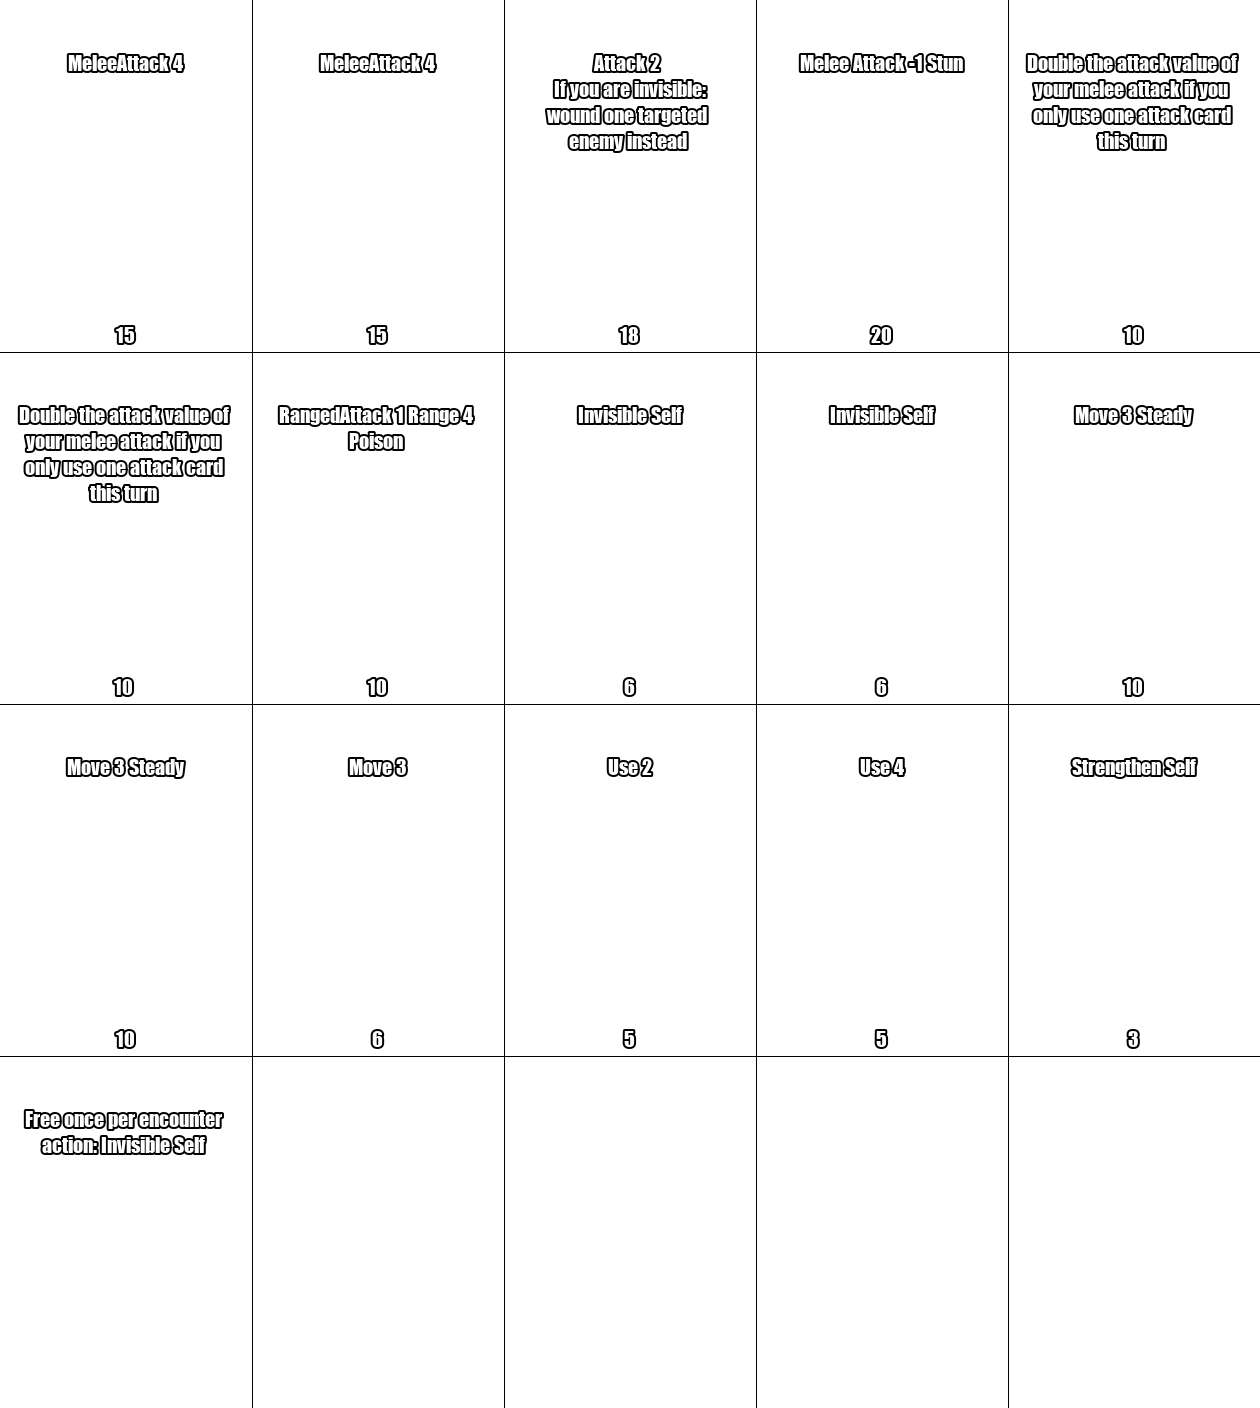 MeleeAttack 4
15
MeleeAttack 4
15
Attack 2
If you are invisible:
wound one targeted
enemy instead
18
Melee Attack -1 Stun
20
Double the attack value of
your melee attack if you
only use one attack card
this turn
10
Double the attack value of
your melee attack if you
only use one attack card
this turn
10
RangedAttack 1 Range 4
Poison
10
Invisible Self
6
Invisible Self
6
Move 3 Steady
10
Move 3 Steady
10
Move 3
6
Use 2
5
Use 4
5
Strengthen Self
3
Free once per encounter
action: Invisible Self